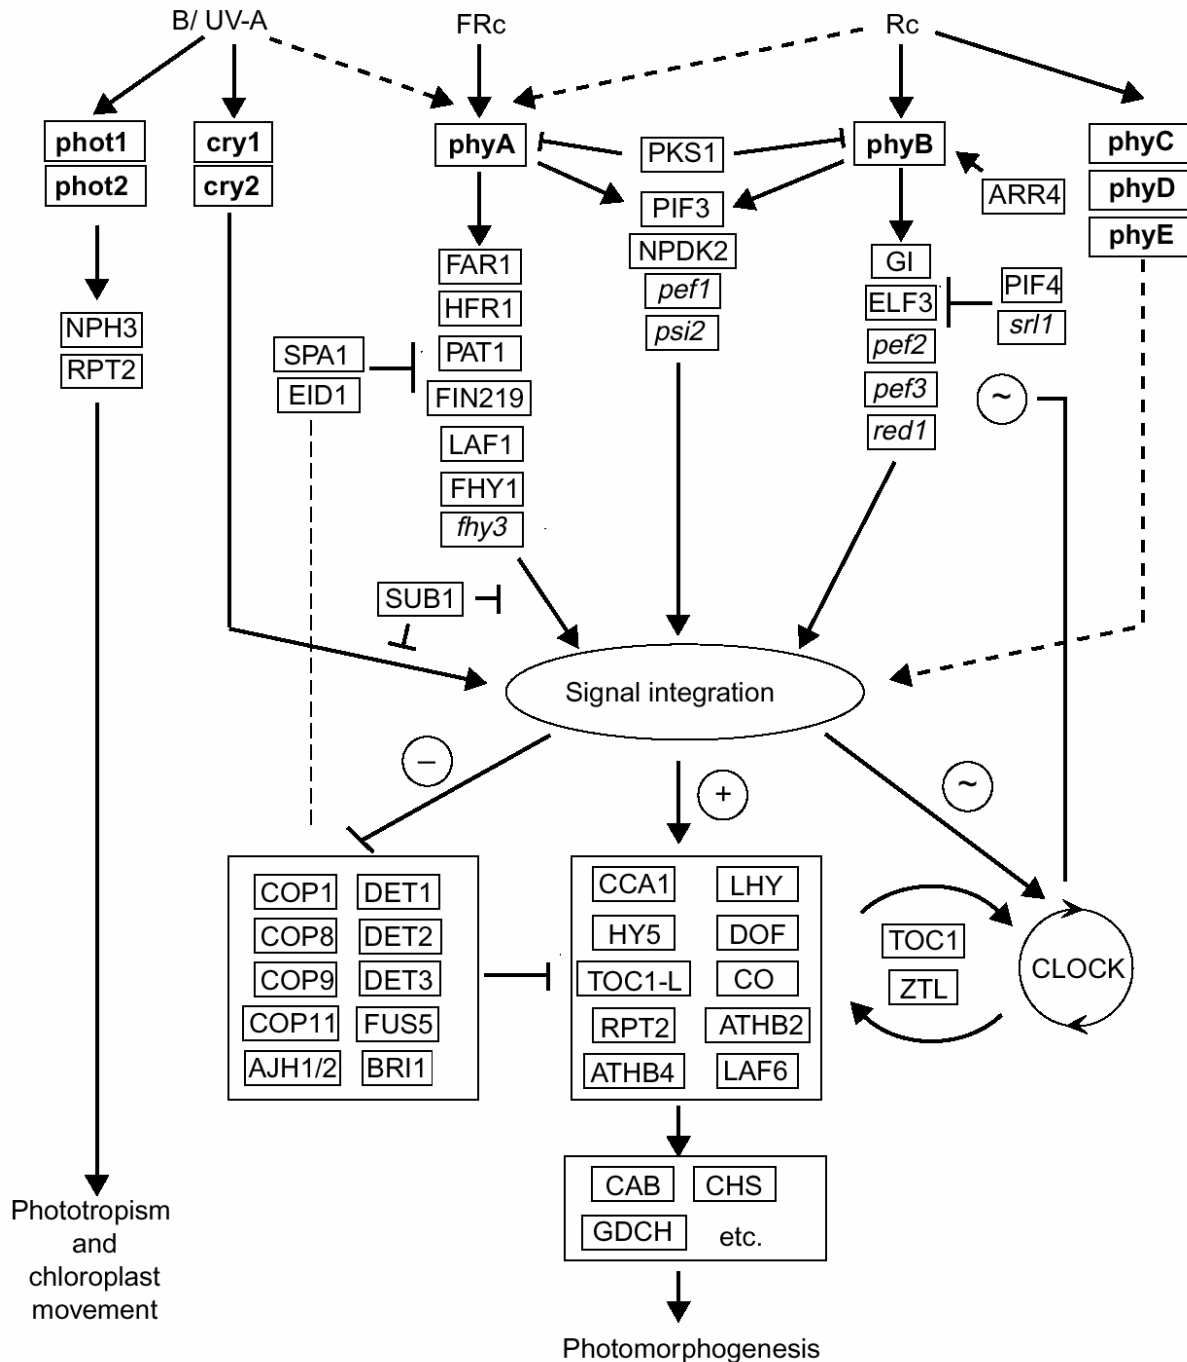 B/ UV-A
FRc
Rc
phot1
phot2
cry1
cry2
phyA
PKS1
phyB
phyC
phyD
phyE
ARR4
PIF3
NPDK2
pef1
psi2
FAR1
HFR1
PAT1
FIN219
LAF1
FHY1
fhy3
GI
ELF3
pef2
pef3
red1
PIF4
srl1
~
NPH3
RPT2
SPA1
EID1
SUB1
Signal integration
–
+
~
COP1 DET1
COP8 DET2
COP9 DET3
COP11 FUS5
AJH1/2 BRI1
CCA1 LHY
HY5 DOF
TOC1-L CO
RPT2 ATHB2
ATHB4 LAF6
TOC1
ZTL
CLOCK
CAB CHS
GDCH etc.
Phototropism
and
chloroplast
movement
Photomorphogenesis